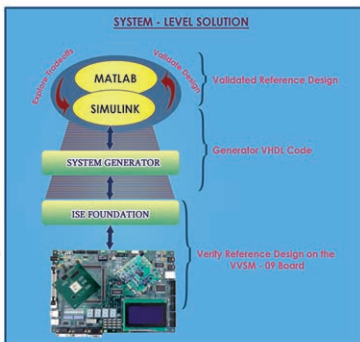 SYSTEM - LEVEL SOLUTION
Explore Tradeoffs
Validate Design
MATLAB
SIMULINK
Validated Reference Design
Generator VHDL Code
SYSTEM GENERATOR
ISE FOUNDATION
Verify Reference Design on the
VVSM - 09 Board